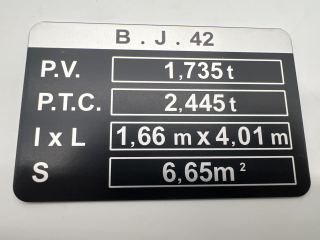 B . J . 42
P.V. 1,735 t
P.T.C. 2,445 t
I x L 1,66 m x 4,01 m
S 6,65m²